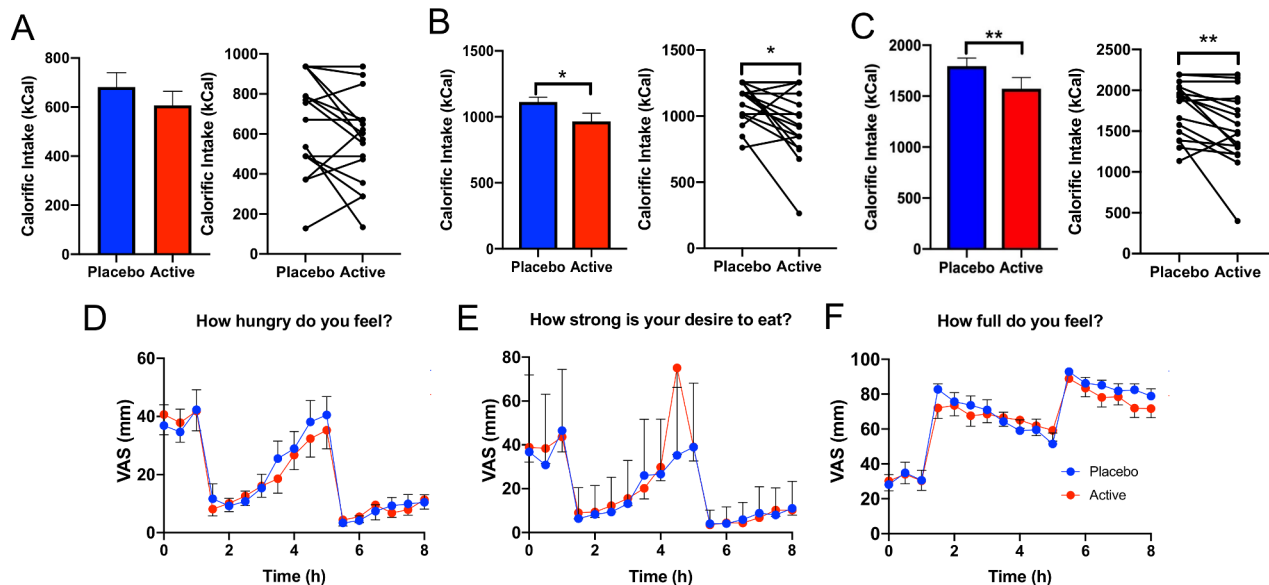 A
Calorific Intake (kCal)
800
600
400
200
0
Placebo Active
Calorific Intake (kCal)
1000
800
600
400
200
0
Placebo Active
B
Calorific Intake (kCal)
1500
1000
500
0
*
Placebo Active
Calorific Intake (kCal)
1500
1000
500
0
*
Placebo Active
C
Calorific Intake (kCal)
2000
1500
1000
500
0
**
Placebo Active
Calorific Intake (kCal)
2500
2000
1500
1000
500
0
**
Placebo Active
D
How hungry do you feel?
VAS (mm)
60
40
20
0
0 2 4 6 8
Time (h)
E
How strong is your desire to eat?
VAS (mm)
80
60
40
20
0
0 2 4 6 8
Time (h)
F
How full do you feel?
VAS (mm)
100
80
60
40
20
0
Placebo
Active
0 2 4 6 8
Time (h)